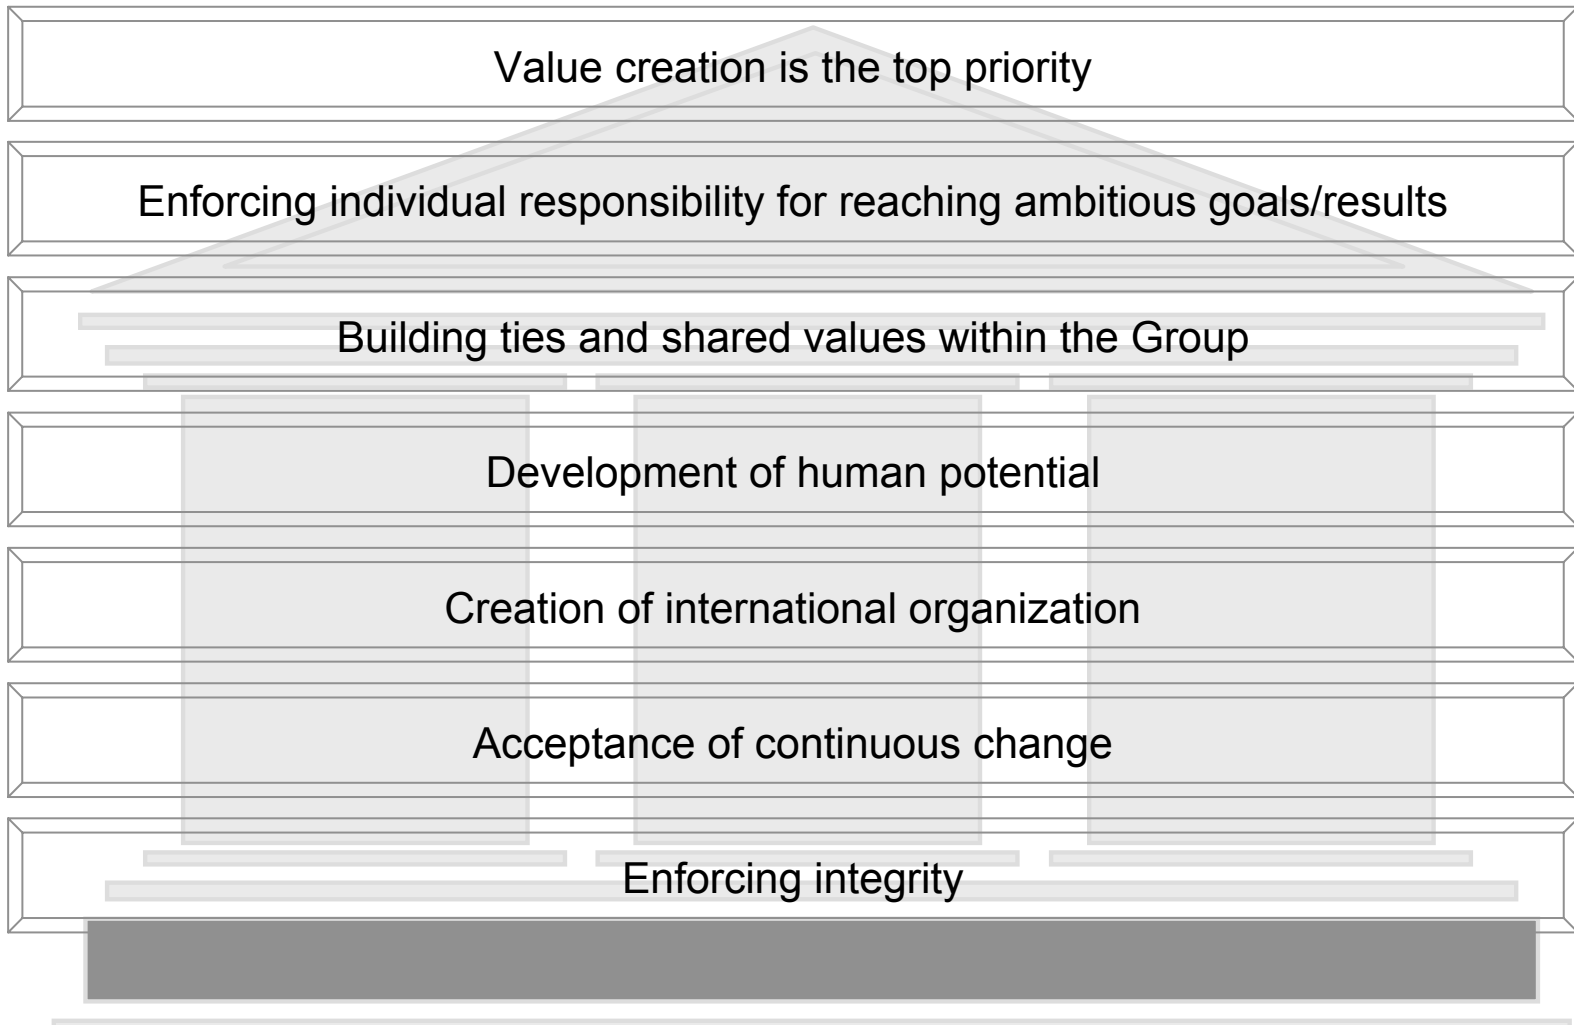 Value creation is the top priority
Enforcing individual responsibility for reaching ambitious goals/results
Building ties and shared values within the Group
Development of human potential
Creation of international organization
Acceptance of continuous change
Enforcing integrity